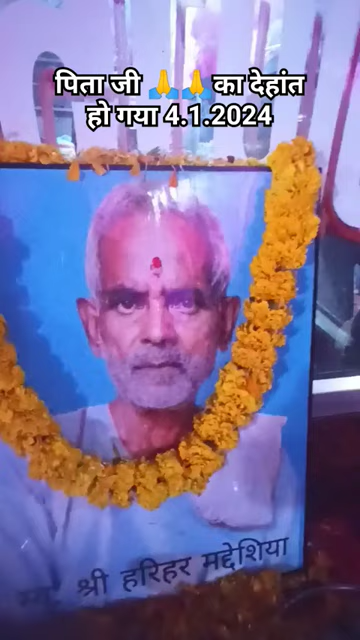 पिता जी 🙏🙏 का देहांत
हो गया 4.1.2024
स्व. श्री हरिहर मद्देशिया